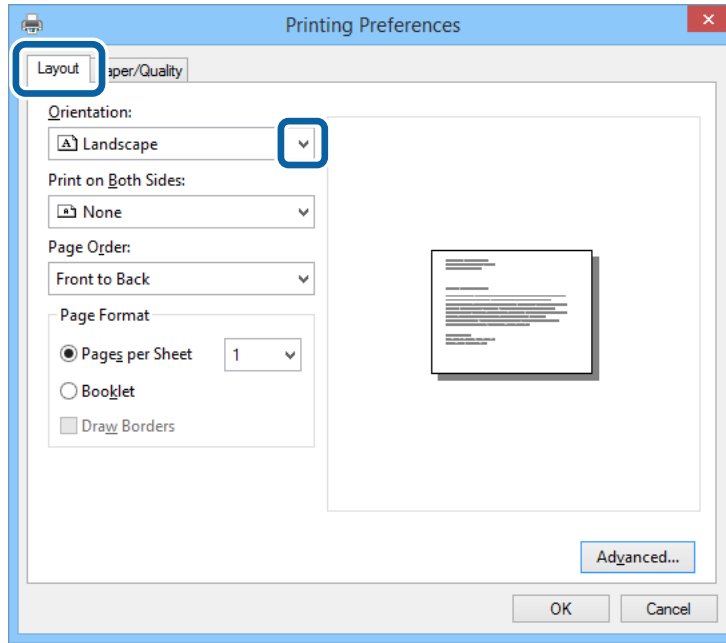 Printing Preferences
Layout
aper/Quality
Orientation:
Landscape
Print on Both Sides:
None
Page Order:
Front to Back
Page Format
Pages per Sheet 1
Booklet
Draw Borders
Advanced...
OK Cancel